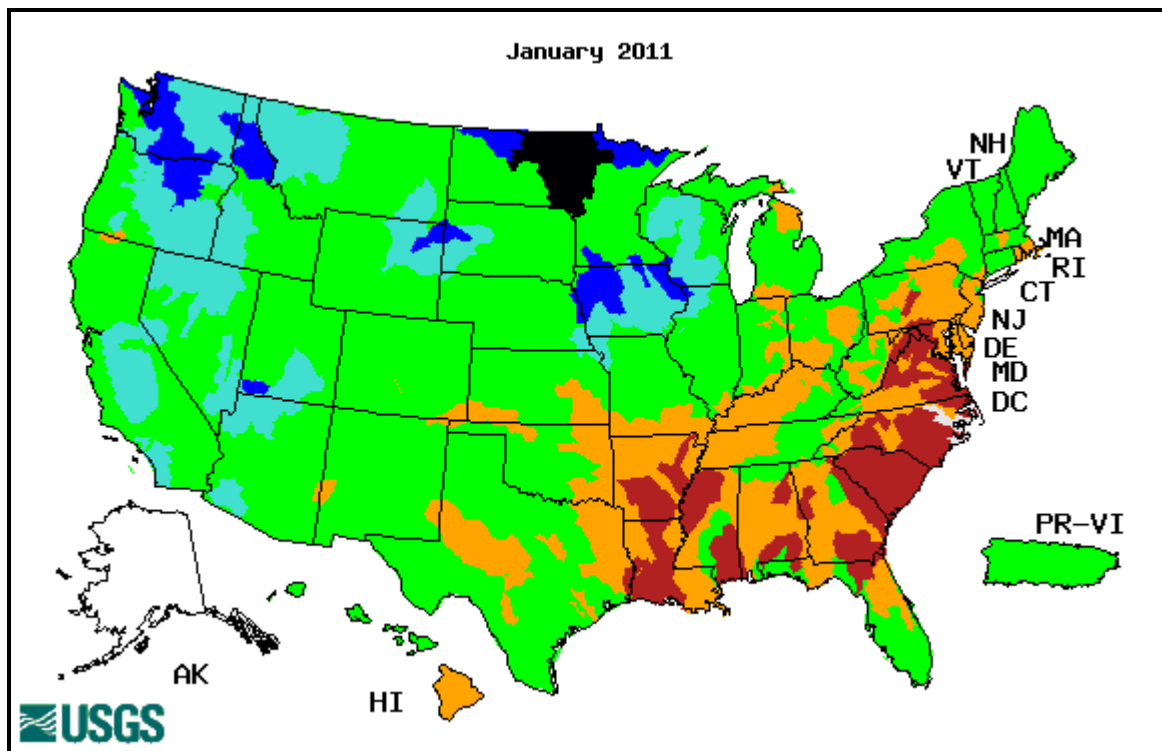 January 2011
NH
VT
MA
RI
CT
NJ
DE
MD
DC
PR-VI
AK
HI
USGS